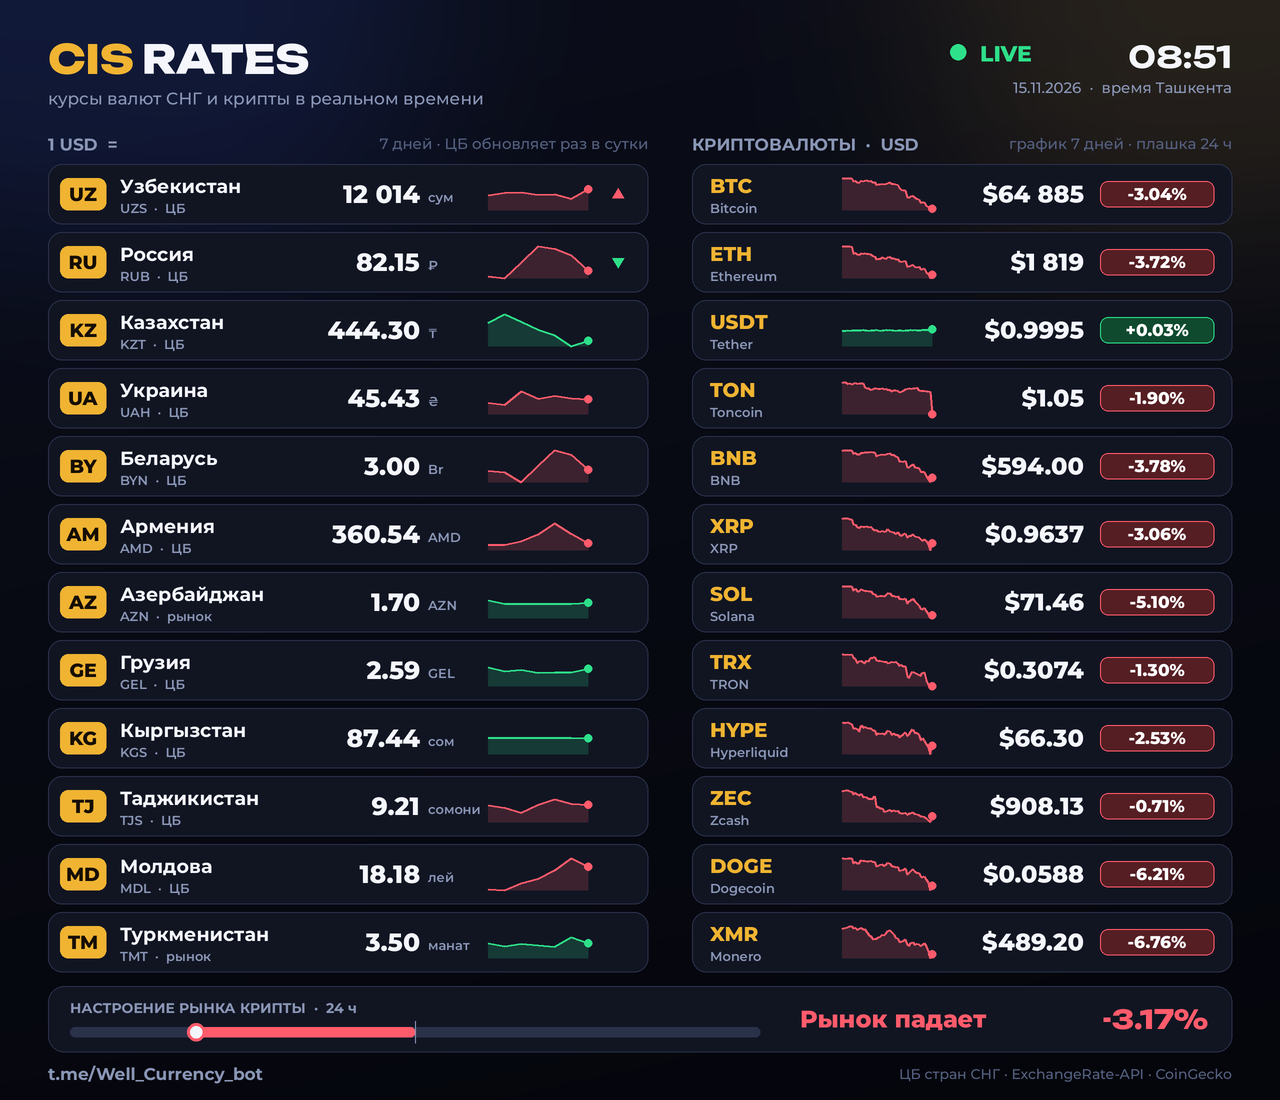 CIS RATES
курсы валют СНГ и крипты в реальном времени
LIVE
08:51
15.11.2026 · время Ташкента
1 USD =
7 дней · ЦБ обновляет раз в сутки
UZ Узбекистан 12 014 сум
UZS · ЦБ
RU Россия 82.15 ₽
RUB · ЦБ
KZ Казахстан 444.30 ₸
KZT · ЦБ
UA Украина 45.43 ₴
UAH · ЦБ
BY Беларусь 3.00 Br
BYN · ЦБ
AM Армения 360.54 AMD
AMD · ЦБ
AZ Азербайджан 1.70 AZN
AZN · рынок
GE Грузия 2.59 GEL
GEL · ЦБ
KG Кыргызстан 87.44 сом
KGS · ЦБ
TJ Таджикистан 9.21 сомони
TJS · ЦБ
MD Молдова 18.18 лей
MDL · ЦБ
TM Туркменистан 3.50 манат
TMT · рынок
КРИПТОВАЛЮТЫ · USD
график 7 дней · плашка 24 ч
BTC $64 885 -3.04%
Bitcoin
ETH $1 819 -3.72%
Ethereum
USDT $0.9995 +0.03%
Tether
TON $1.05 -1.90%
Toncoin
BNB $594.00 -3.78%
BNB
XRP $0.9637 -3.06%
XRP
SOL $71.46 -5.10%
Solana
TRX $0.3074 -1.30%
TRON
HYPE $66.30 -2.53%
Hyperliquid
ZEC $908.13 -0.71%
Zcash
DOGE $0.0588 -6.21%
Dogecoin
XMR $489.20 -6.76%
Monero
НАСТРОЕНИЕ РЫНКА КРИПТЫ · 24 ч
Рынок падает
-3.17%
t.me/Well_Currency_bot
ЦБ стран СНГ · ExchangeRate-API · CoinGecko